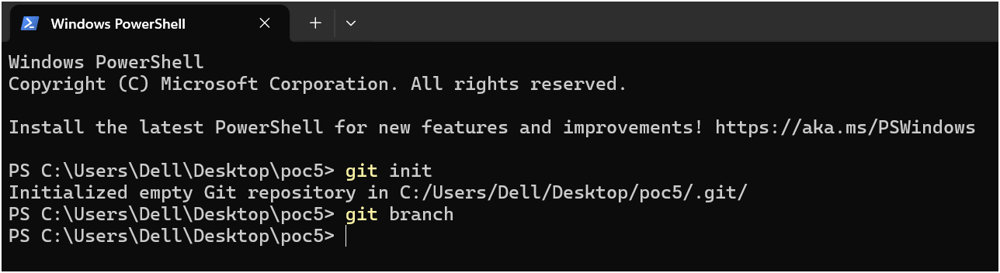 Windows PowerShell
Windows PowerShell
Copyright (C) Microsoft Corporation. All rights reserved.
Install the latest PowerShell for new features and improvements! https://aka.ms/PSWindows
PS C:\Users\Dell\Desktop\poc5> git init
Initialized empty Git repository in C:/Users/Dell/Desktop/poc5/.git/
PS C:\Users\Dell\Desktop\poc5> git branch
PS C:\Users\Dell\Desktop\poc5>